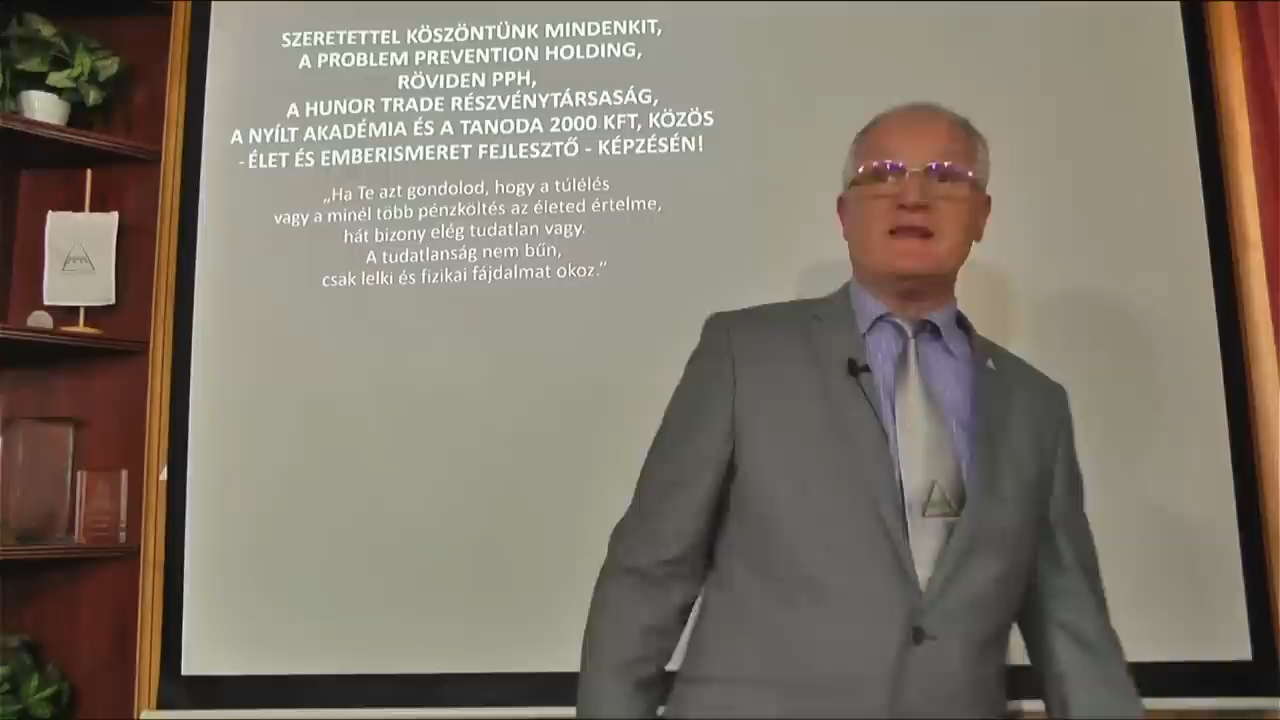 SZERETETTEL KÖSZÖNTÜNK MINDENKIT,
A PROBLEM PREVENTION HOLDING,
RÖVIDEN PPH,
A HUNOR TRADE RÉSZVÉNYTÁRSASÁG,
A NYÍLT AKADÉMIA ÉS A TANODA 2000 KFT, KÖZÖS
- ÉLET ÉS EMBERISMERET FEJLESZTŐ - KÉPZÉSÉN!
„Ha Te azt gondolod, hogy a túlélés
vagy a minél több pénzköltés az életed értelme,
hát bizony elég tudatlan vagy.
A tudatlanság nem bűn,
csak lelki és fizikai fájdalmat okoz.”